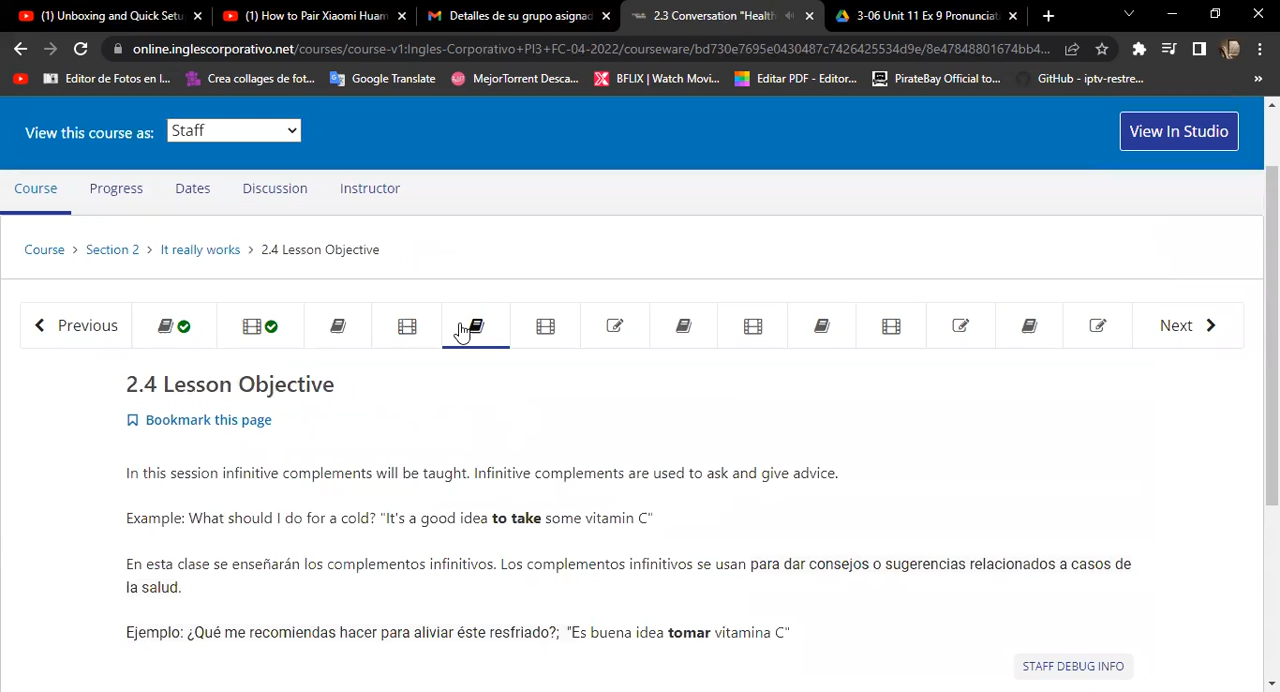 (1) Unboxing and Quick Setu
(1) How to Pair Xiaomi Huam
Detalles de su grupo asignad
2.3 Conversation "Health
3-06 Unit 11 Ex 9 Pronunciat
online.inglescorporativo.net/courses/course-v1:Ingles-Corporativo+PI3+FC-04-2022/courseware/bd730e7695e0430487c7426425534d9e/8e47848801674bb4...
Editor de Fotos en l...
Crea collages de fot...
Google Translate
MejorTorrent Desca...
BFLIX | Watch Movi...
Editar PDF - Editor...
PirateBay Official to...
GitHub - iptv-restre...
»
View this course as:
Staff
View In Studio
Course
Progress
Dates
Discussion
Instructor
Course > Section 2 > It really works > 2.4 Lesson Objective
Previous
Next
2.4 Lesson Objective
Bookmark this page
In this session infinitive complements will be taught. Infinitive complements are used to ask and give advice.
Example: What should I do for a cold? "It's a good idea to take some vitamin C"
En esta clase se enseñarán los complementos infinitivos. Los complementos infinitivos se usan para dar consejos o sugerencias relacionados a casos de
la salud.
Ejemplo: ¿Qué me recomiendas hacer para aliviar éste resfriado?; "Es buena idea tomar vitamina C"
STAFF DEBUG INFO